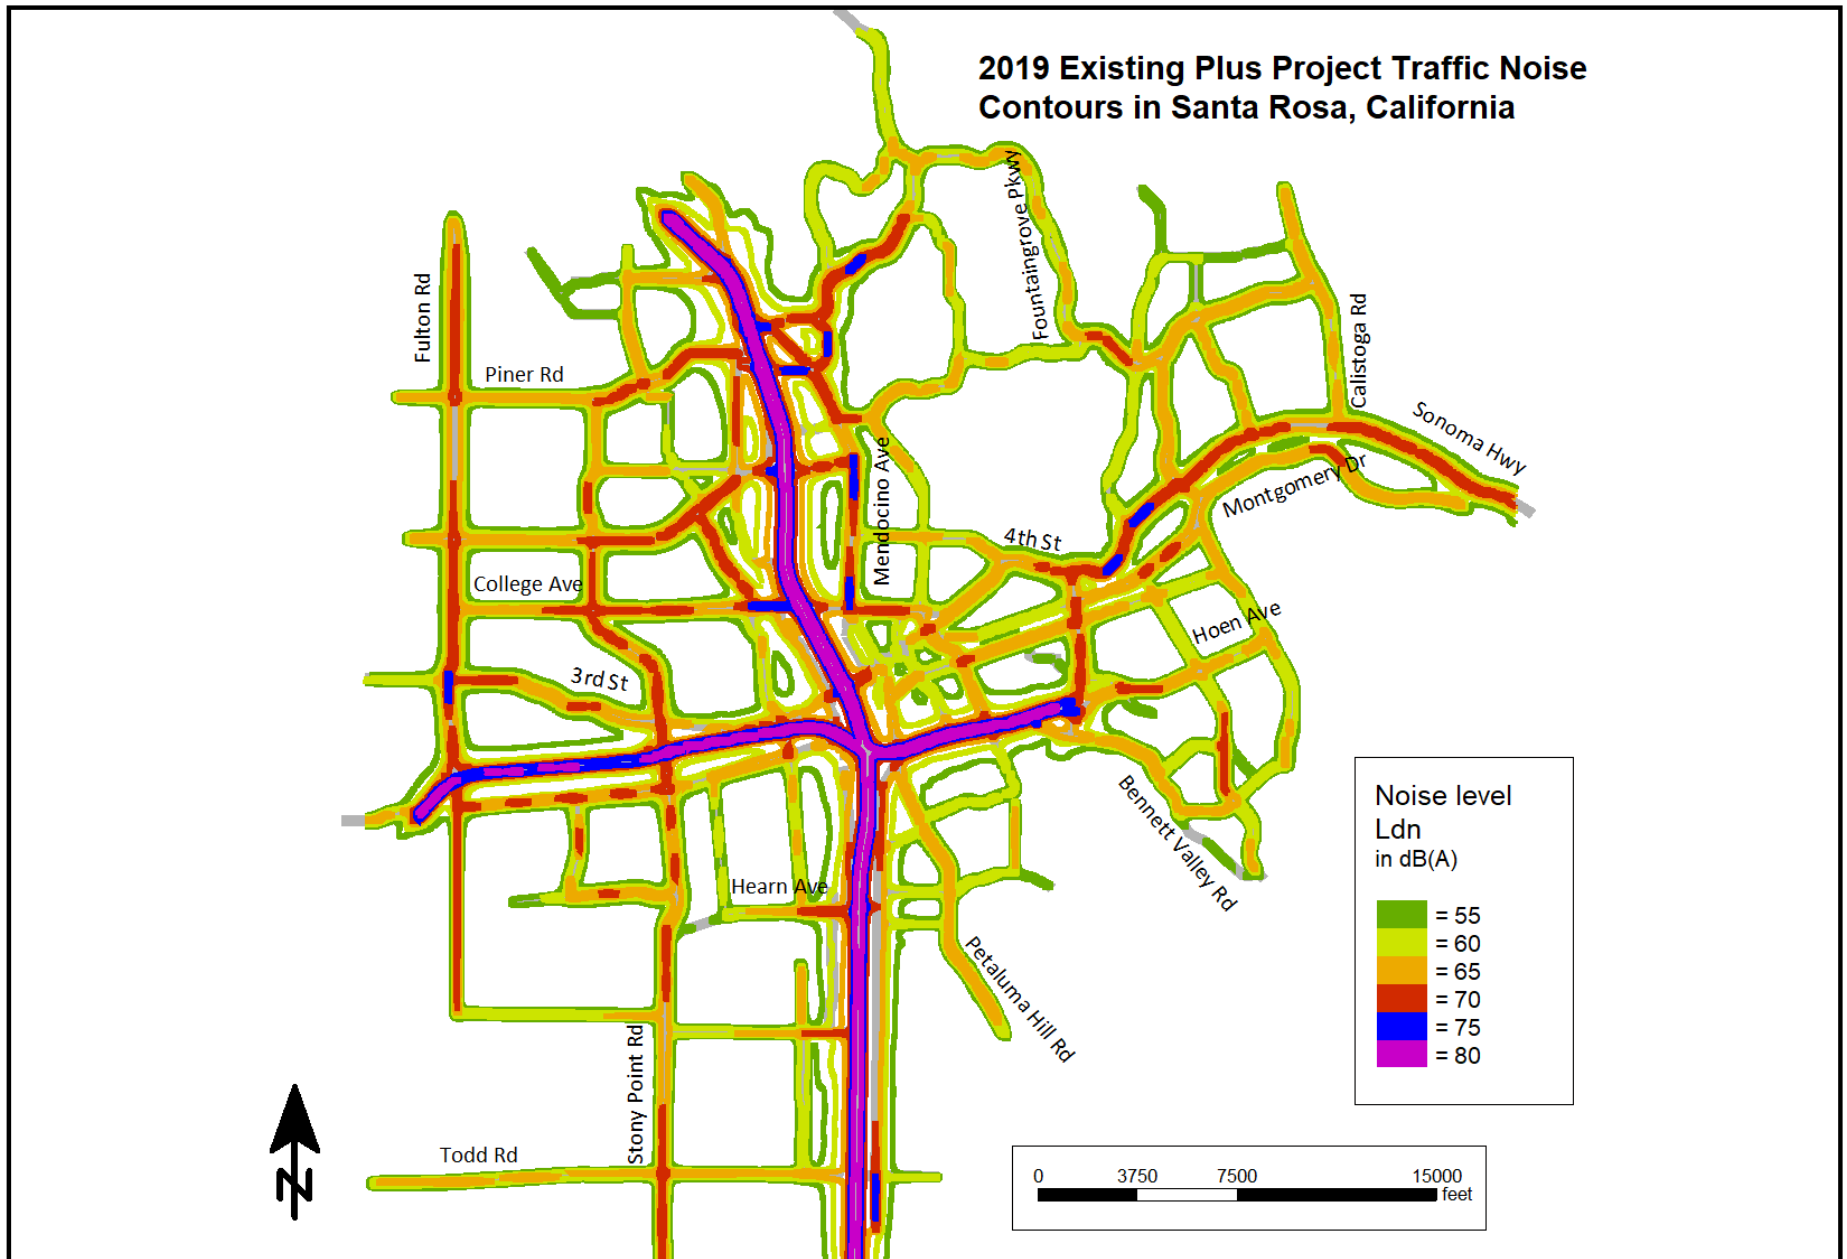 2019 Existing Plus Project Traffic Noise
Contours in Santa Rosa, California
Fountaingrove Pkwy
Fulton Rd
Piner Rd
Calistoga Rd
Sonoma Hwy
Mendocino Ave
Montgomery Dr
4th St
College Ave
Hoen Ave
3rd St
Bennett Valley Rd
Hearn Ave
Petaluma Hill Rd
Stony Point Rd
Todd Rd
Noise level
Ldn
in dB(A)
= 55
= 60
= 65
= 70
= 75
= 80
N
0 3750 7500 15000
feet